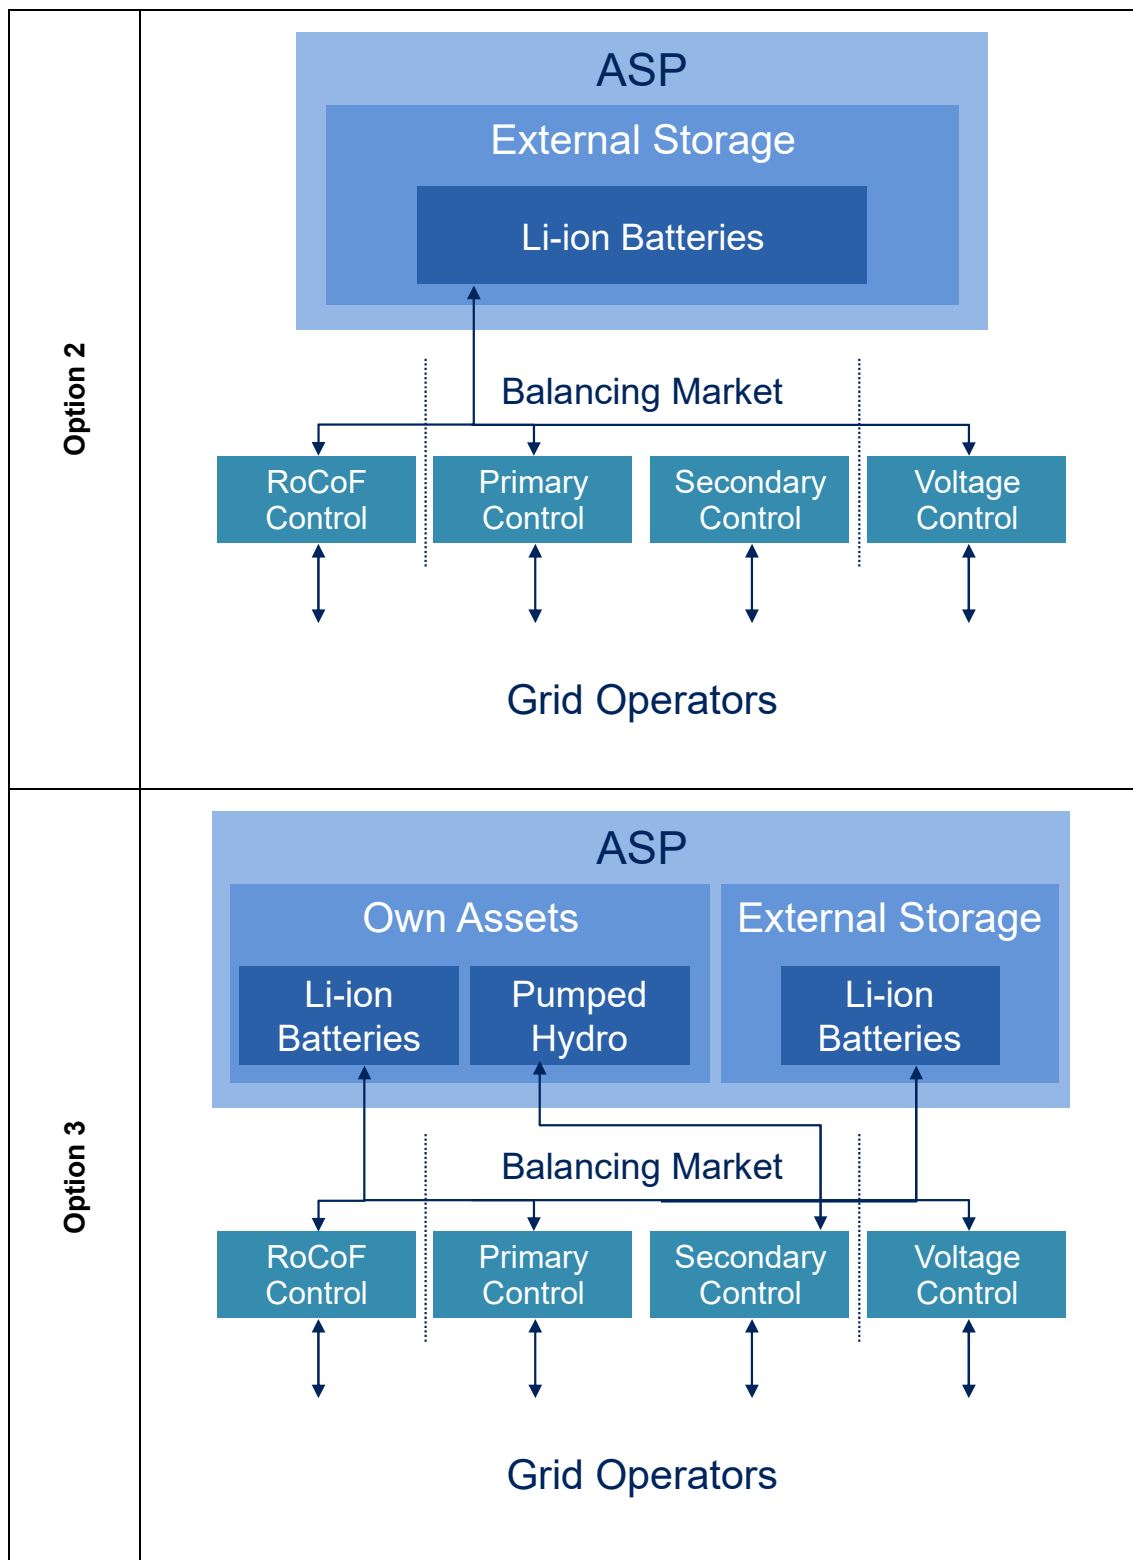 Option 2
ASP
External Storage
Li-ion Batteries
Balancing Market
RoCoF
Control
Primary
Control
Secondary
Control
Voltage
Control
Grid Operators
Option 3
ASP
Own Assets
External Storage
Li-ion
Batteries
Pumped
Hydro
Li-ion
Batteries
Balancing Market
RoCoF
Control
Primary
Control
Secondary
Control
Voltage
Control
Grid Operators